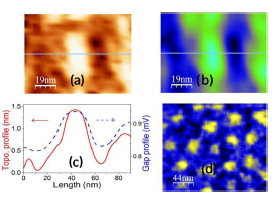 19nm
(a)
19nm
(b)
Topo profile (nm)
1.5
1.0
0.5
0.0
0 20 40 60 80
Length (nm)
(c)
0.9
0.8
Gap profile (mV)
44nm
(d)